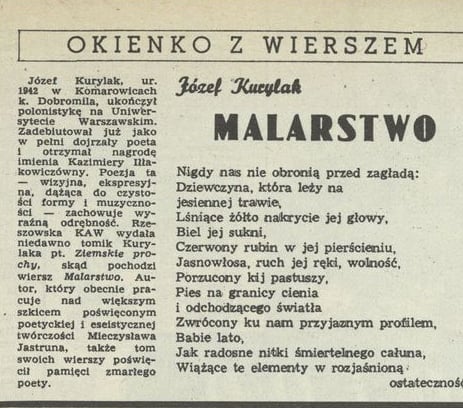 OKIENKO Z WIERSZEM
Józef Kurylak, ur.
1942 w Komarowicach
k. Dobromila, ukończył
polonistykę na Uniwer-
sytecie Warszawskim.
Zadebiutował już jako
w pełni dojrzały poeta
i otrzymał nagrodę
imienia Kazimiery Iłła-
kowiczówny. Poezja ta
— wizyjna, ekspresyj-
na, dążąca do czysto-
ści formy i muzyczno-
ści — zachowuje wy-
raźną odrębność. Rze-
szowska KAW wydała
niedawno tomik Kury-
laka pt. Ziemskie pro-
chy, skąd pochodzi
wiersz Malarstwo. Au-
tor, który obecnie pra-
cuje nad większym
szkicem poświęconym
poetyckiej i eseistycznej
twórczości Mieczysława
Jastruna, także tom
swoich wierszy poświę-
cił pamięci zmarłego
poety.
Józef Kurylak
MALARSTWO
Nigdy nas nie obronią przed zagładą:
Dziewczyna, która leży na
jesiennej trawie,
Lśniące żółto nakrycie jej głowy,
Biel jej sukni,
Czerwony rubin w jej pierścieniu,
Jasnowłosa, ruch jej ręki, wolność,
Porzucony kij pastuszy,
Pies na granicy cienia
i odchodzącego światła
Zwrócony ku nam przyjaznym profilem,
Babie lato,
Jak radosne nitki śmiertelnego całuna,
Wiążące te elementy w rozjaśnioną
ostateczność